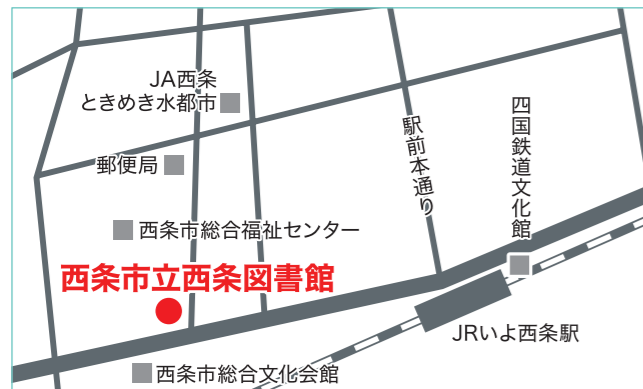 JA西条
ときめき水都市
郵便局
西条市総合福祉センター
西条市立西条図書館
西条市総合文化会館
駅前本通り
四国鉄道文化館
JRいよ西条駅